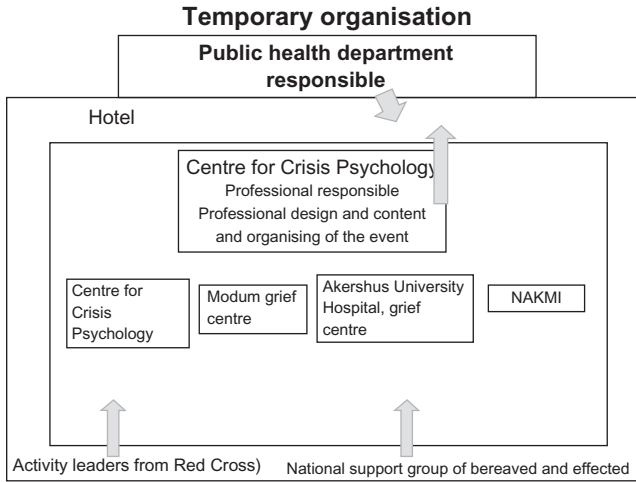 Temporary organisation
Public health department
responsible
Hotel
Centre for Crisis Psychology
Professional responsible
Professional design and content
and organising of the event
Centre for
Crisis
Psychology
Modum grief
centre
Akershus University
Hospital, grief
centre
NAKMI
Activity leaders from Red Cross)
National support group of bereaved and effected